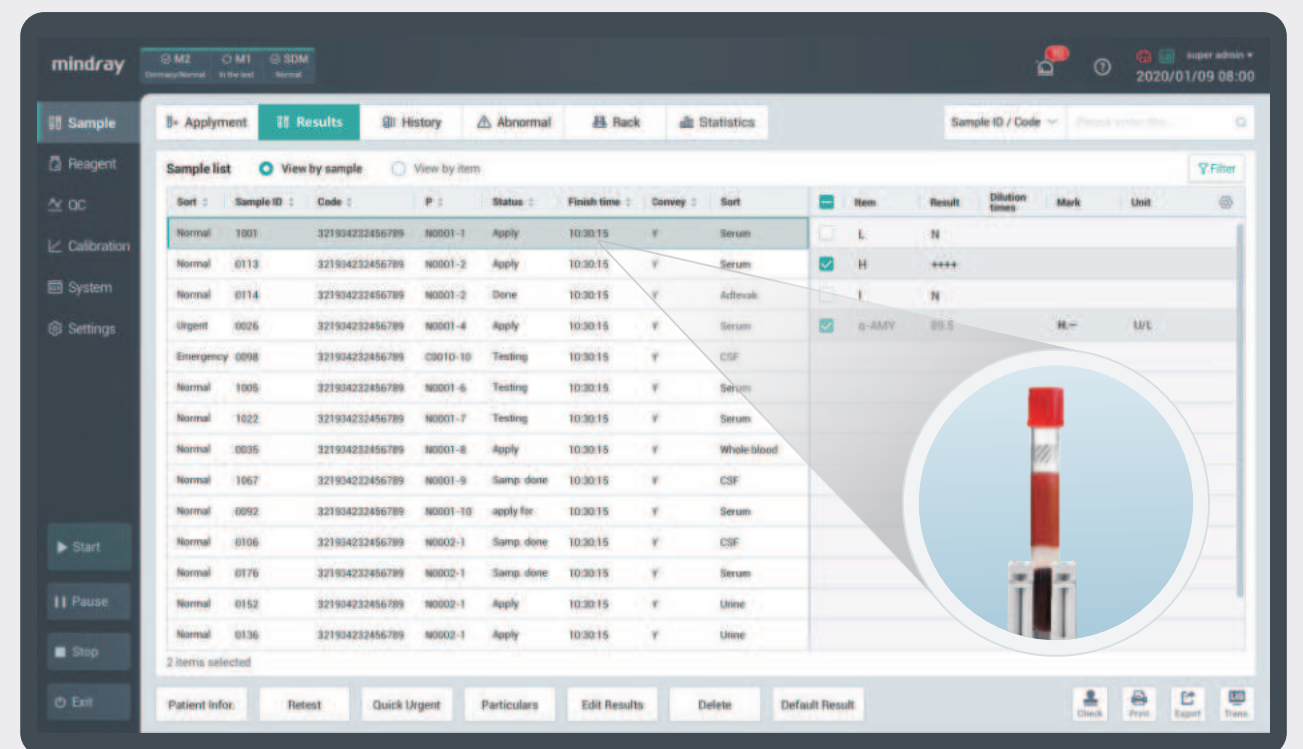 mindray M2 M1 SDM super admin
Normal In the test Normal 2020/01/09 08:00
Sample Applyment Results History Abnormal Rack Statistics Sample ID / Code
Reagent Sample list View by sample View by item Filter
QC Sort Sample ID Code P Status Finish time Convey Sort Item Result Dilution times Mark Unit
Calibration Normal 1001 321934232456789 N0001-1 Apply 10:30:15 Y Serum L N
Normal 0113 321934232456789 N0001-2 Apply 10:30:15 Y Serum H ++++
System Normal 0114 321934232456789 N0001-2 Done 10:30:15 Y I N
Settings Urgent 0026 321934232456789 N0001-4 Apply 10:30:15 Y Serum α-AMY 89.5 U/L
Emergency 0098 321934232456789 C0010-10 Testing 10:30:15 Y CSF
Normal 1005 321934232456789 N0001-6 Testing 10:30:15 Y Serum
Normal 1022 321934232456789 N0001-7 Testing 10:30:15 Y Serum
Normal 0035 321934232456789 N0001-8 Apply 10:30:15 Y Whole blood
Normal 1067 321934232456789 N0001-9 Samp. done 10:30:15 Y CSF
Normal 0092 321934232456789 N0001-10 apply for 10:30:15 Y Serum
Start Normal 0106 321934232456789 N0002-1 Samp. done 10:30:15 Y CSF
Normal 0176 321934232456789 N0002-1 Samp. done 10:30:15 Y Serum
Pause Normal 0152 321934232456789 N0002-1 Apply 10:30:15 Y Urine
Normal 0136 321934232456789 N0002-1 Apply 10:30:15 Y Urine
Stop 2 items selected
Exit Patient Infor. Retest Quick Urgent Particulars Edit Results Delete Default Result Check Print Export Trans.